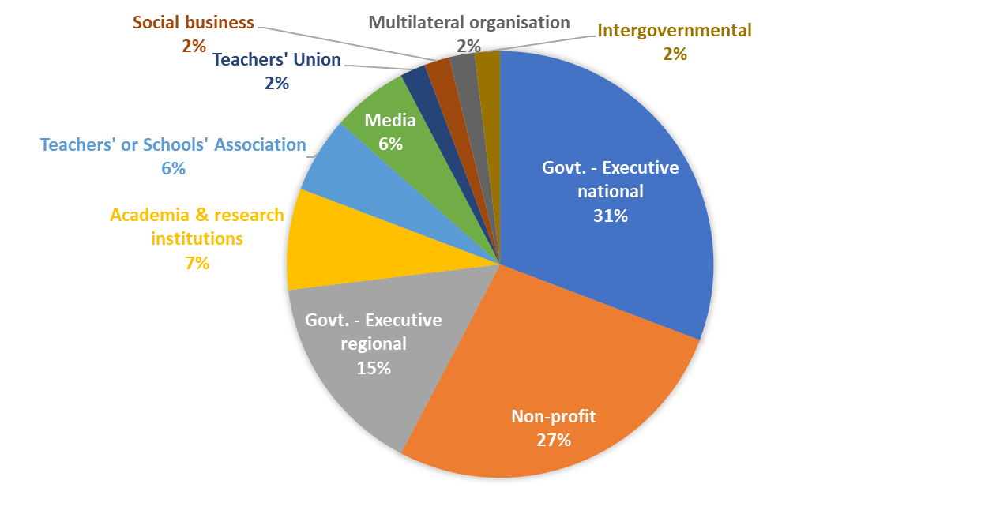 Social business
2%
Multilateral organisation
2%
Intergovernmental
2%
Teachers' Union
2%
Media
6%
Teachers' or Schools' Association
6%
Govt. - Executive
national
31%
Academia & research
institutions
7%
Govt. - Executive
regional
15%
Non-profit
27%